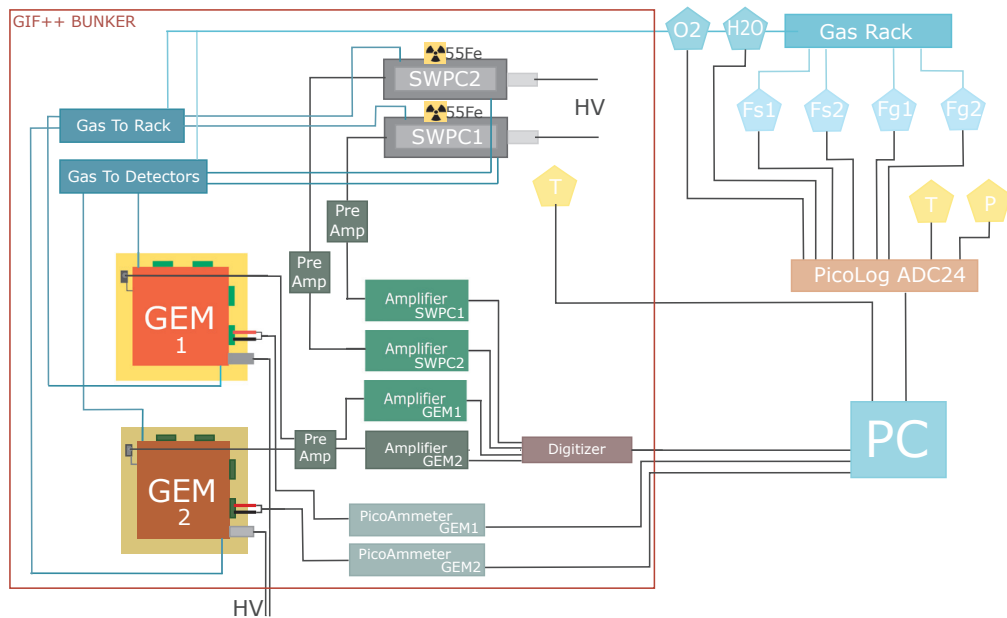 GIF++ BUNKER
O2
H2O
Gas Rack
55Fe
SWPC2
HV
Fs1
Fs2
Fg1
Fg2
Gas To Rack
55Fe
SWPC1
Gas To Detectors
T
T
P
Pre
Amp
Pre
Amp
PicoLog ADC24
GEM
1
Amplifier
SWPC1
Amplifier
SWPC2
Amplifier
GEM1
PC
Pre
Amp
Amplifier
GEM2
Digitizer
GEM
2
PicoAmmeter
GEM1
PicoAmmeter
GEM2
HV